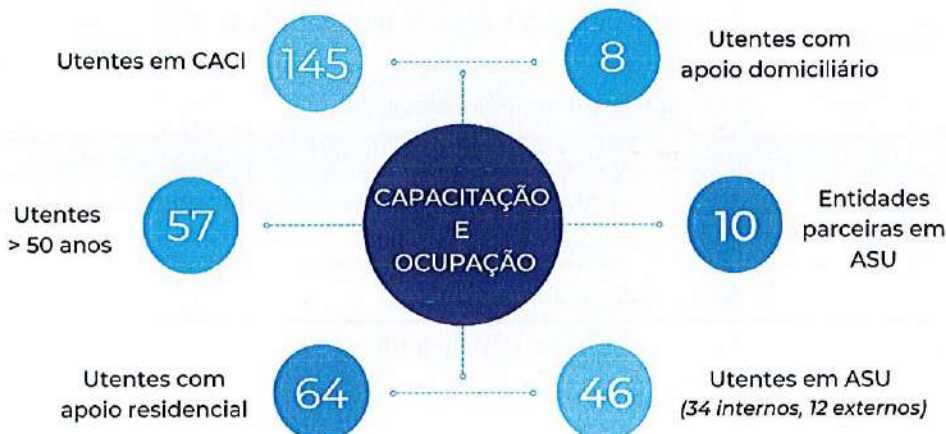 Utentes em CACI
145
8
Utentes com
apoio domiciliário
Utentes
> 50 anos
57
CAPACITAÇÃO
E
OCUPAÇÃO
10
Entidades
parceiras em
ASU
Utentes com
apoio residencial
64
46
Utentes em ASU
(34 internos, 12 externos)